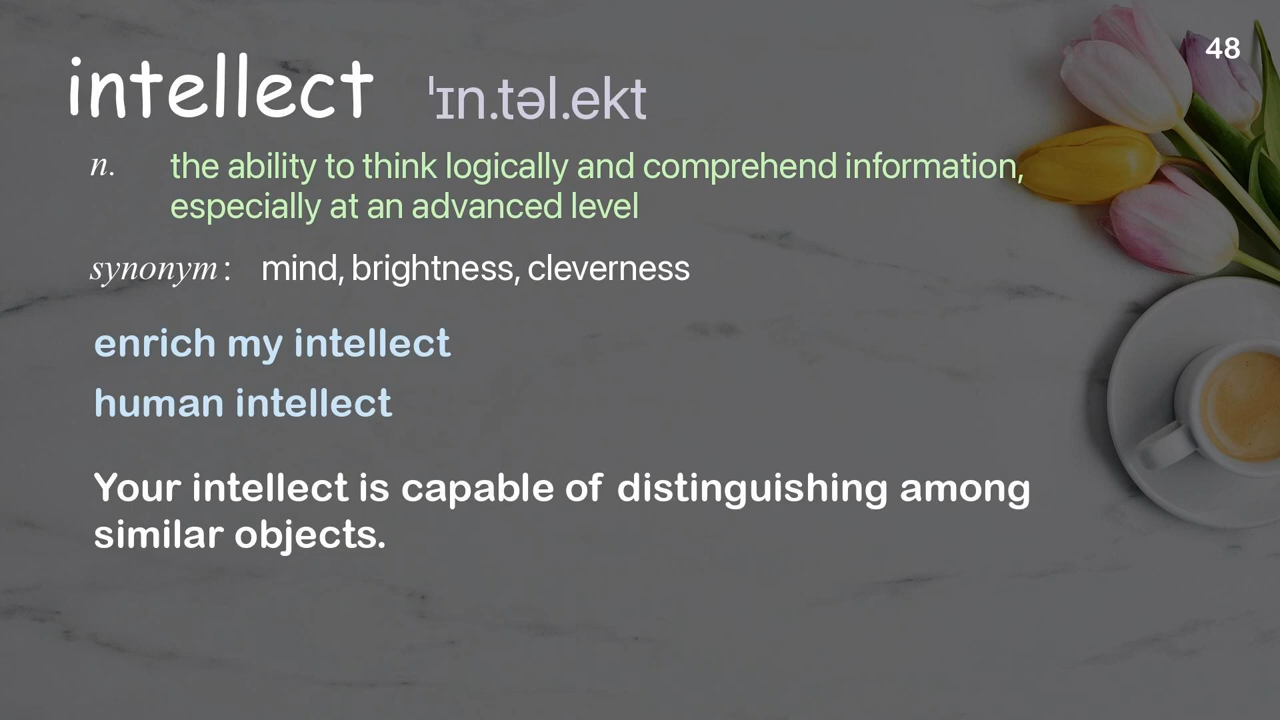 48
intellect ˈɪn.təl.ekt
n. the ability to think logically and comprehend information,
especially at an advanced level
synonym: mind, brightness, cleverness
enrich my intellect
human intellect
Your intellect is capable of distinguishing among
similar objects.